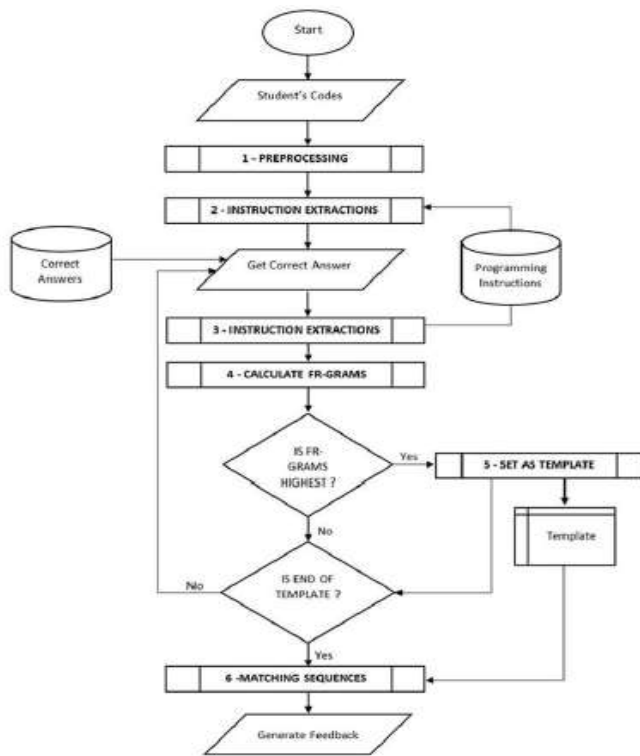 Start
Student's Codes
1 - PREPROCESSING
2 - INSTRUCTION EXTRACTIONS
Correct
Answers
Get Correct Answer
Programming
Instructions
3 - INSTRUCTION EXTRACTIONS
4 - CALCULATE FR-GRAMS
IS FR-
GRAMS
HIGHEST ?
Yes
5 - SET AS TEMPLATE
No
Template
No
IS END OF
TEMPLATE ?
Yes
6 -MATCHING SEQUENCES
Generate Feedback